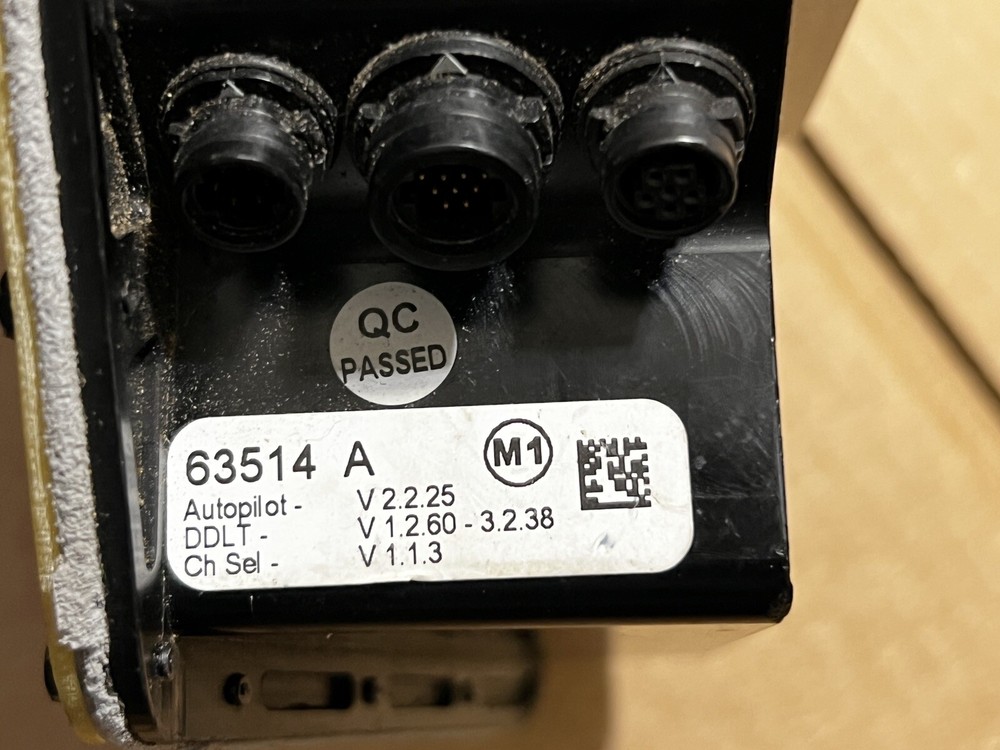 QC
PASSED
63514 A
M1
Autopilot - V 2.2.25
DDLT - V 1.2.60 - 3.2.38
Ch Sel - V 1.1.3